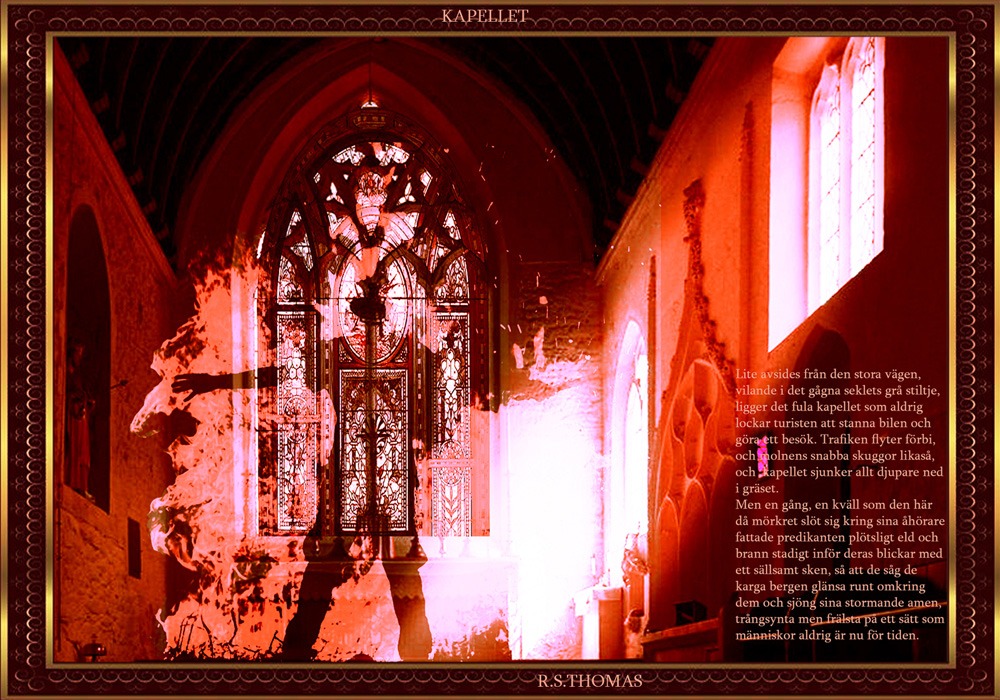 KAPELLET
Lite avsides från den stora vägen,
vilande i det gågna seklets grå stiltje,
ligger det fula kapellet som aldrig
lockar turisten att stanna bilen och
göra ett besök. Trafiken flyter förbi,
och molnens snabba skuggor likaså,
och kapellet sjunker allt djupare ned
i gräset.
Men en gång, en kväll som den här
då mörkret slöt sig kring sina åhörare
fattade predikanten plötsligt eld och
brann stadigt inför deras blickar med
ett sällsamt sken, så att de såg de
karga bergen glänsa runt omkring
dem och sjöng sina stormande amen,
trångsynta men frälsta på ett sätt som
människor aldrig är nu för tiden.
R.S.THOMAS